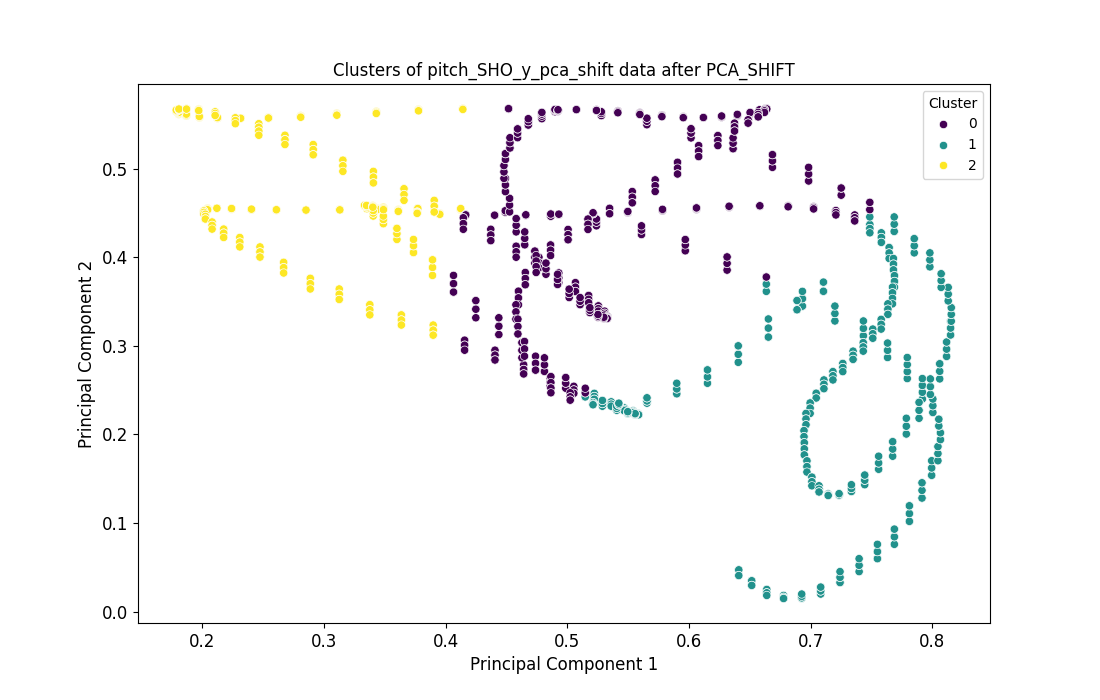 Clusters of pitch_SHO_y_pca_shift data after PCA_SHIFT
Cluster
0
1
2
Principal Component 2
0.5
0.4
0.3
0.2
0.1
0.0
0.2 0.3 0.4 0.5 0.6 0.7 0.8
Principal Component 1